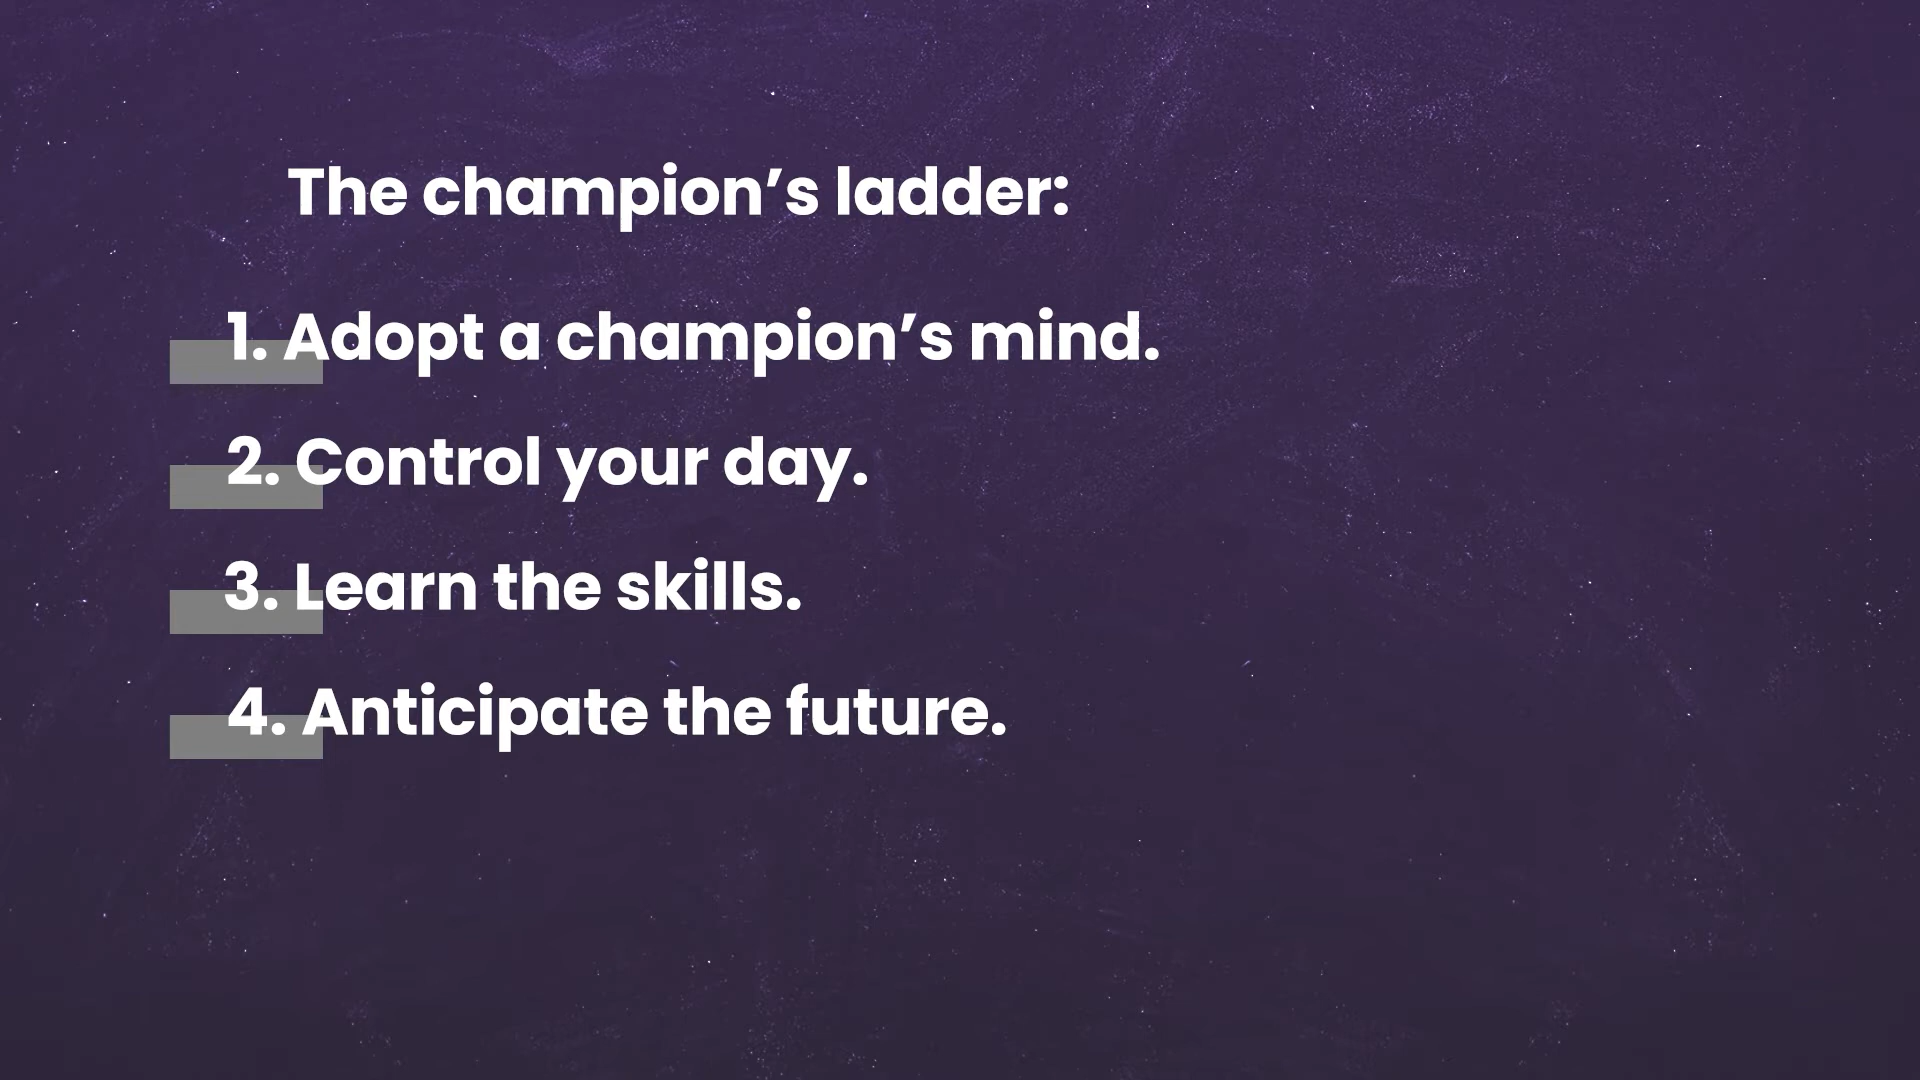 The champion’s ladder:
1. Adopt a champion’s mind.
2. Control your day.
3. Learn the skills.
4. Anticipate the future.